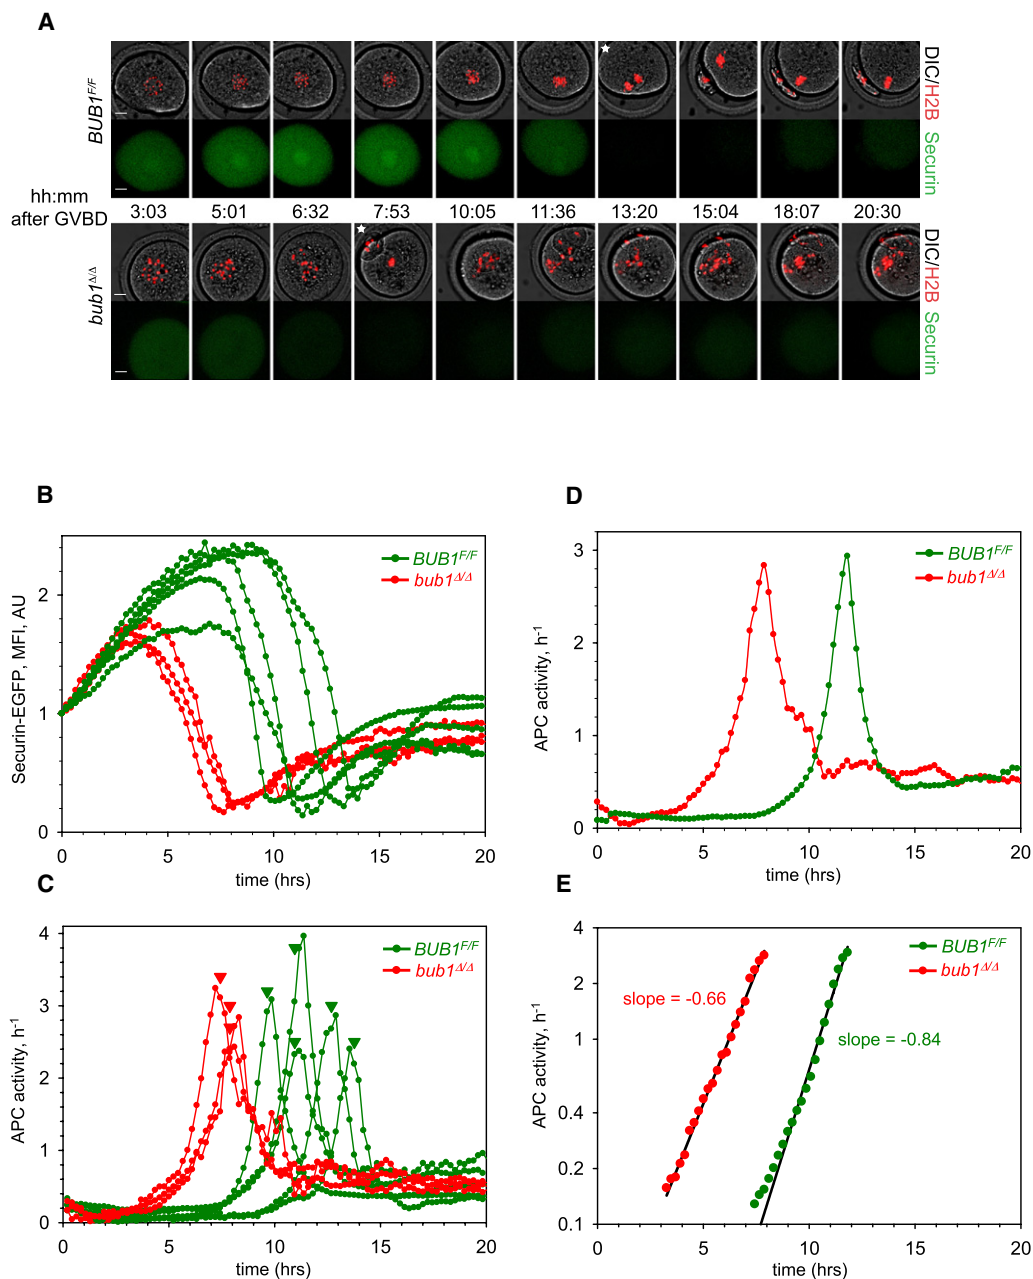 A
BUB1F/F
DIC/H2B
Securin
hh:mm
after GVBD
3:03 5:01 6:32 7:53 10:05 11:36 13:20 15:04 18:07 20:30
bub1Δ/Δ
DIC/H2B
Securin
B
Securin-EGFP, MFI, AU
BUB1F/F
bub1Δ/Δ
2
1
0
0 5 10 15 20
time (hrs)
D
APC activity, h-1
BUB1F/F
bub1Δ/Δ
3
2
1
0
0 5 10 15 20
time (hrs)
C
APC activity, h-1
BUB1F/F
bub1Δ/Δ
4
3
2
1
0
0 5 10 15 20
time (hrs)
E
APC activity, h-1
BUB1F/F
bub1Δ/Δ
slope = -0.66
slope = -0.84
4
2
1
0.4
0.2
0.1
0 5 10 15 20
time (hrs)